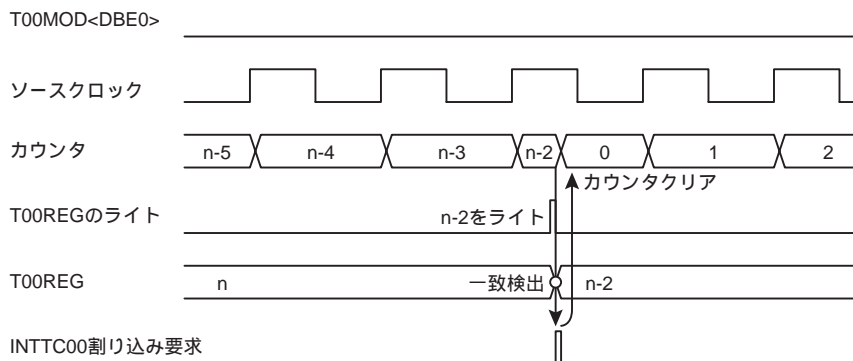 T00MOD<DBE0>
ソースクロック
カウンタ n-5 n-4 n-3 n-2 0 1 2
カウンタクリア
T00REGのライト n-2をライト
T00REG n 一致検出 n-2
INTTC00割り込み要求